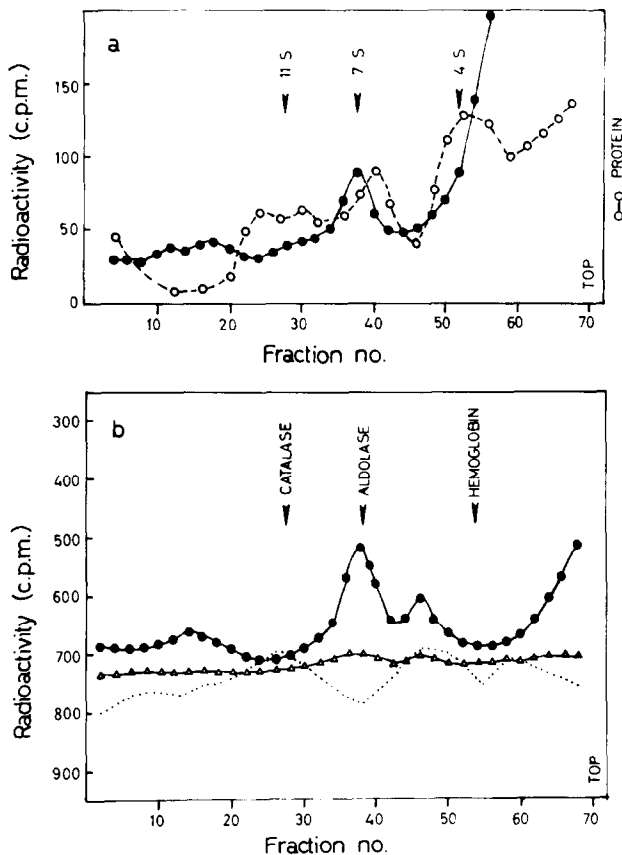 a
Radioactivity (c.p.m.)
150
100
50
0
11 S
7 S
4 S
o-o PROTEIN
TOP
10 20 30 40 50 60 70
Fraction no.
b
Radioactivity (c.p.m.)
300
400
500
600
700
800
900
CATALASE
ALDOLASE
HEMOGLOBIN
TOP
10 20 30 40 50 60 70
Fraction no.